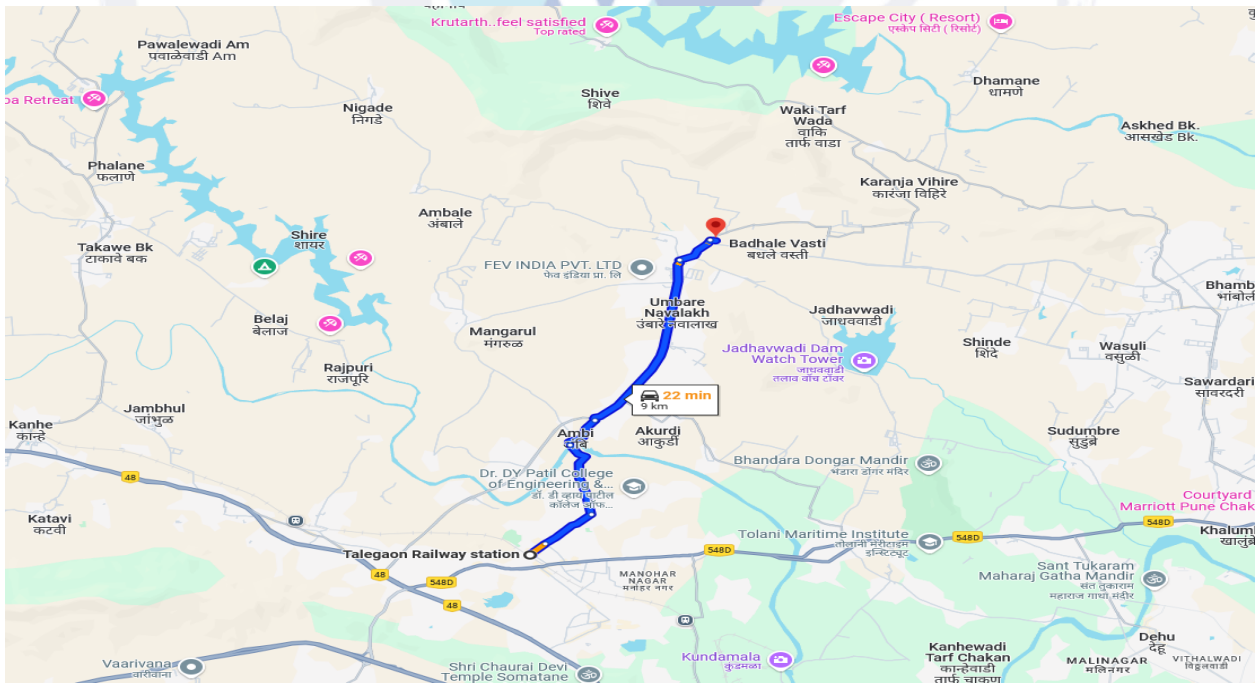 Krutarth..feel satisfied
Top rated
Escape City ( Resort)
एस्केप सिटी ( रिसोर्ट)
Pawalewadi Am
पवाळेवाडी Am
Dhamane
धामणे
oa Retreat
Nigade
निगडे
Shive
शिवे
Waki Tarf
Wada
वाकि
तार्फ वाडा
Askhed Bk.
आसखेड Bk.
Phalane
फलाणे
Karanja Vihire
कारंजा विहिरे
Ambale
अंबाले
Shire
शायर
Takawe Bk
टाकावे बक
Badhale Vasti
बधले वस्ती
FEV INDIA PVT. LTD
फेव इंडिया प्रा. लि
Bhamb
भांबोली
Umbare
Navalakh
उंबारे नवालाख
Jadhavwadi
जाधववाडी
Belaj
बेलाज
Mangarul
मंगरुळ
Jadhavwadi Dam
Watch Tower
जाधववाडी
तलाव वॉच टॉवर
Shinde
शिंदे
Wasuli
वसुळी
Rajpuri
राजपूरि
Sawardari
सावरदरी
22 min
9 km
Jambhul
जांभुळ
Kanhe
कान्हे
Ambi
Akurdi
आकुर्डी
Sudumbre
सुदुंब्रे
Bhandara Dongar Mandir
भंडारा डोंगर मंदिर
Dr. DY Patil College
of Engineering &...
डॉ. डी व्हाय पाटील
कॉलेज ऑफ...
48
Courtyard
Marriott Pune Chak
Katavi
कटवी
Tolani Maritime Institute
तोलानी मॅरीटाइम
इन्स्टिट्यूट
548D
548D
Khalum
खालुंब्रे
Talegaon Railway station
548D
48
548D
48
MANOHAR
NAGAR
मनोहर नगर
Sant Tukaram
Maharaj Gatha Mandir
संत तुकाराम
महाराज गाथा मंदीर
Dehu
देहू
Kanhewadi
Tarf Chakan
कान्हेवाडी
तार्फ चाकण
MALINAGAR
मलिनगर
VITHALWADI
विठ्ठलवाडी
Vaarivana
वारीवाना
Shri Chaurai Devi
Temple Somatane
Kundamala
कुंडमळा